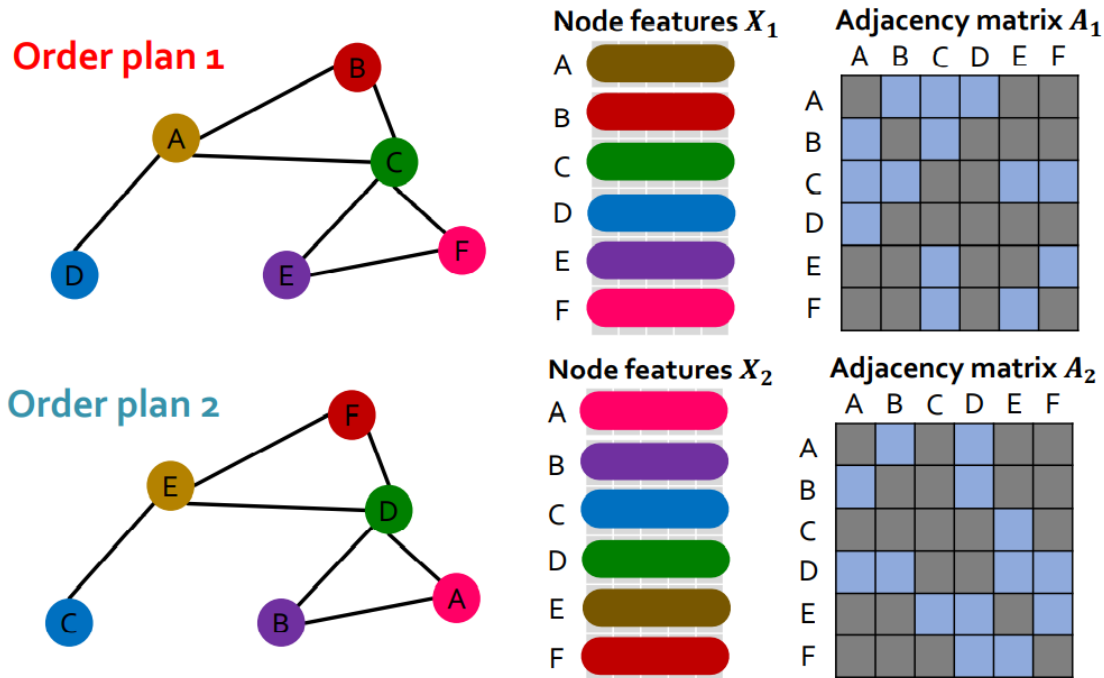 Order plan 1
B
A
C
F
D
E
Node features X₁
A
B
C
D
E
F
Adjacency matrix A₁
A B C D E F
A
B
C
D
E
F
Order plan 2
F
E
D
A
C
B
Node features X₂
A
B
C
D
E
F
Adjacency matrix A₂
A B C D E F
A
B
C
D
E
F